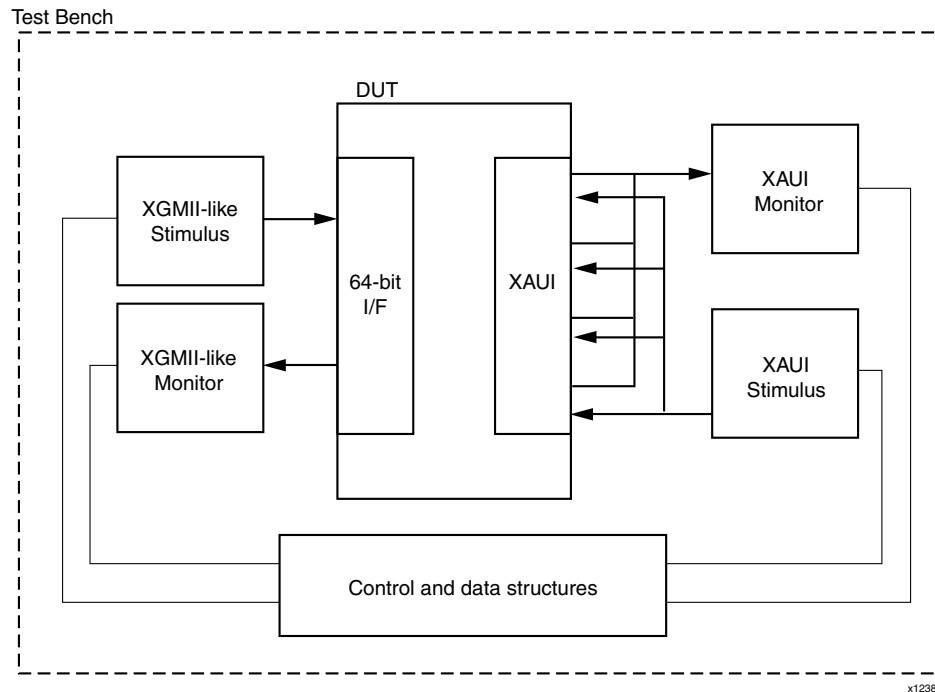 Test Bench
DUT
XGMII-like
Stimulus
64-bit
I/F
XAUI
XAUI
Monitor
XGMII-like
Monitor
XAUI
Stimulus
Control and data structures
x1238